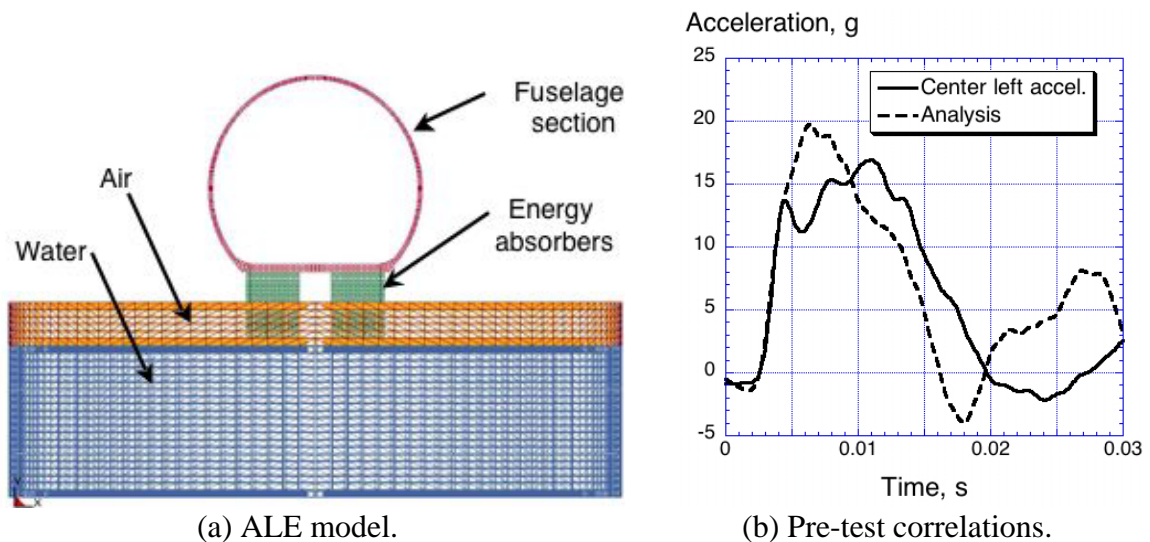 Fuselage
section
Air
Energy
absorbers
Water
Y
X
(a) ALE model.
Acceleration, g
25
20
15
10
5
0
-5
Center left accel.
Analysis
0
0.01
0.02
0.03
Time, s
(b) Pre-test correlations.